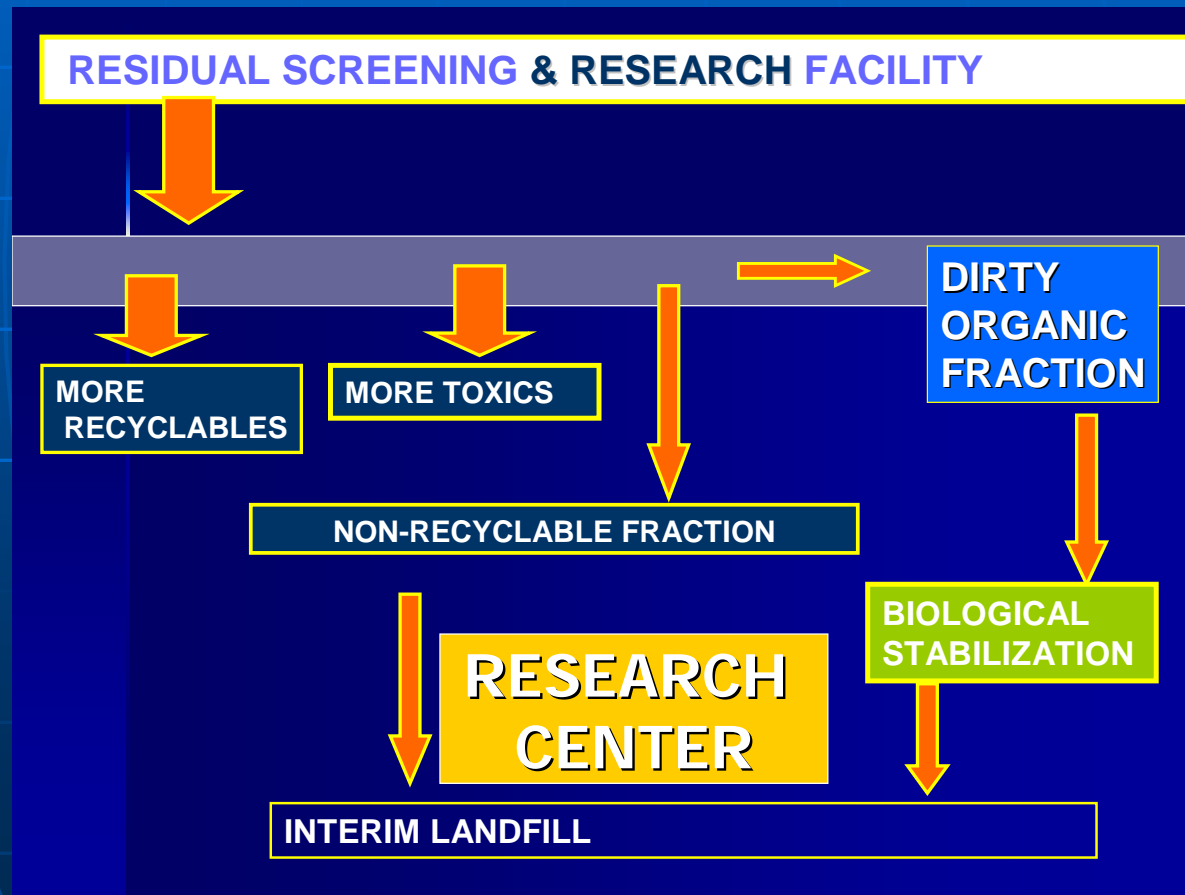 RESIDUAL SCREENING & RESEARCH FACILITY
DIRTY
ORGANIC
FRACTION
MORE
RECYCLABLES
MORE TOXICS
NON-RECYCLABLE FRACTION
BIOLOGICAL
STABILIZATION
RESEARCH
CENTER
INTERIM LANDFILL